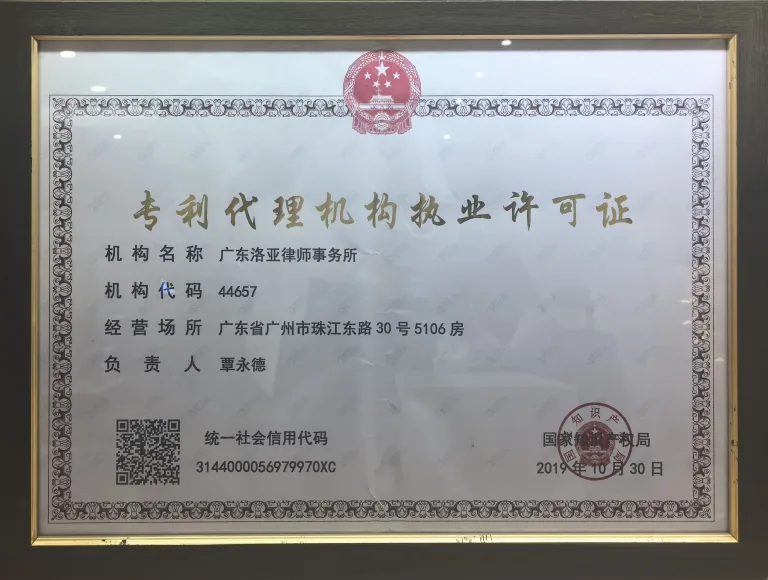 专利代理机构执业许可证
机构名称 广东洛亚律师事务所
机构代码 44657
经营场所 广东省广州市珠江东路30号5106房
负责人 覃永德
统一社会信用代码
3144000056979970XC
国家知识产权局
2019年10月30日